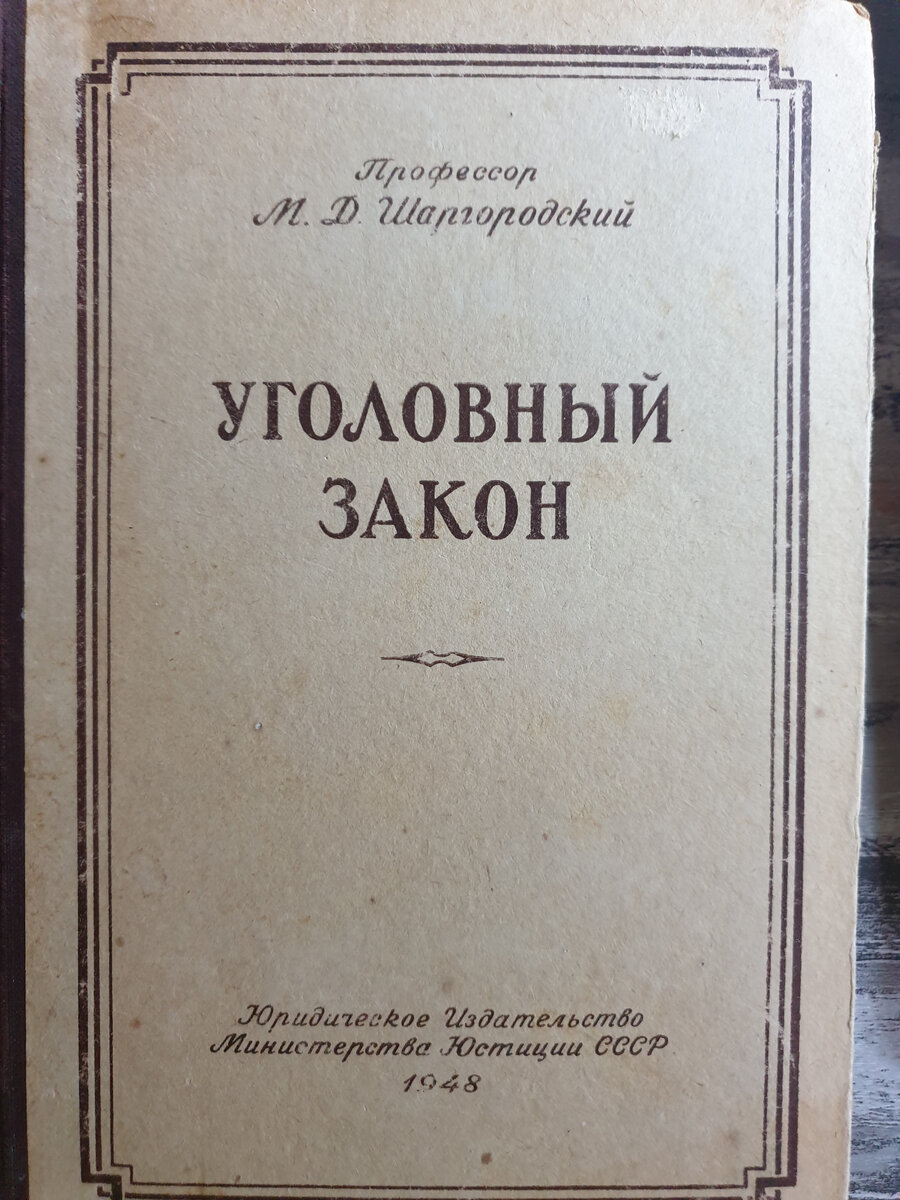 Профессор
М. Д. Шаргородский
УГОЛОВНЫЙ
ЗАКОН
Юридическое Издательство
Министерства Юстиции СССР
1948